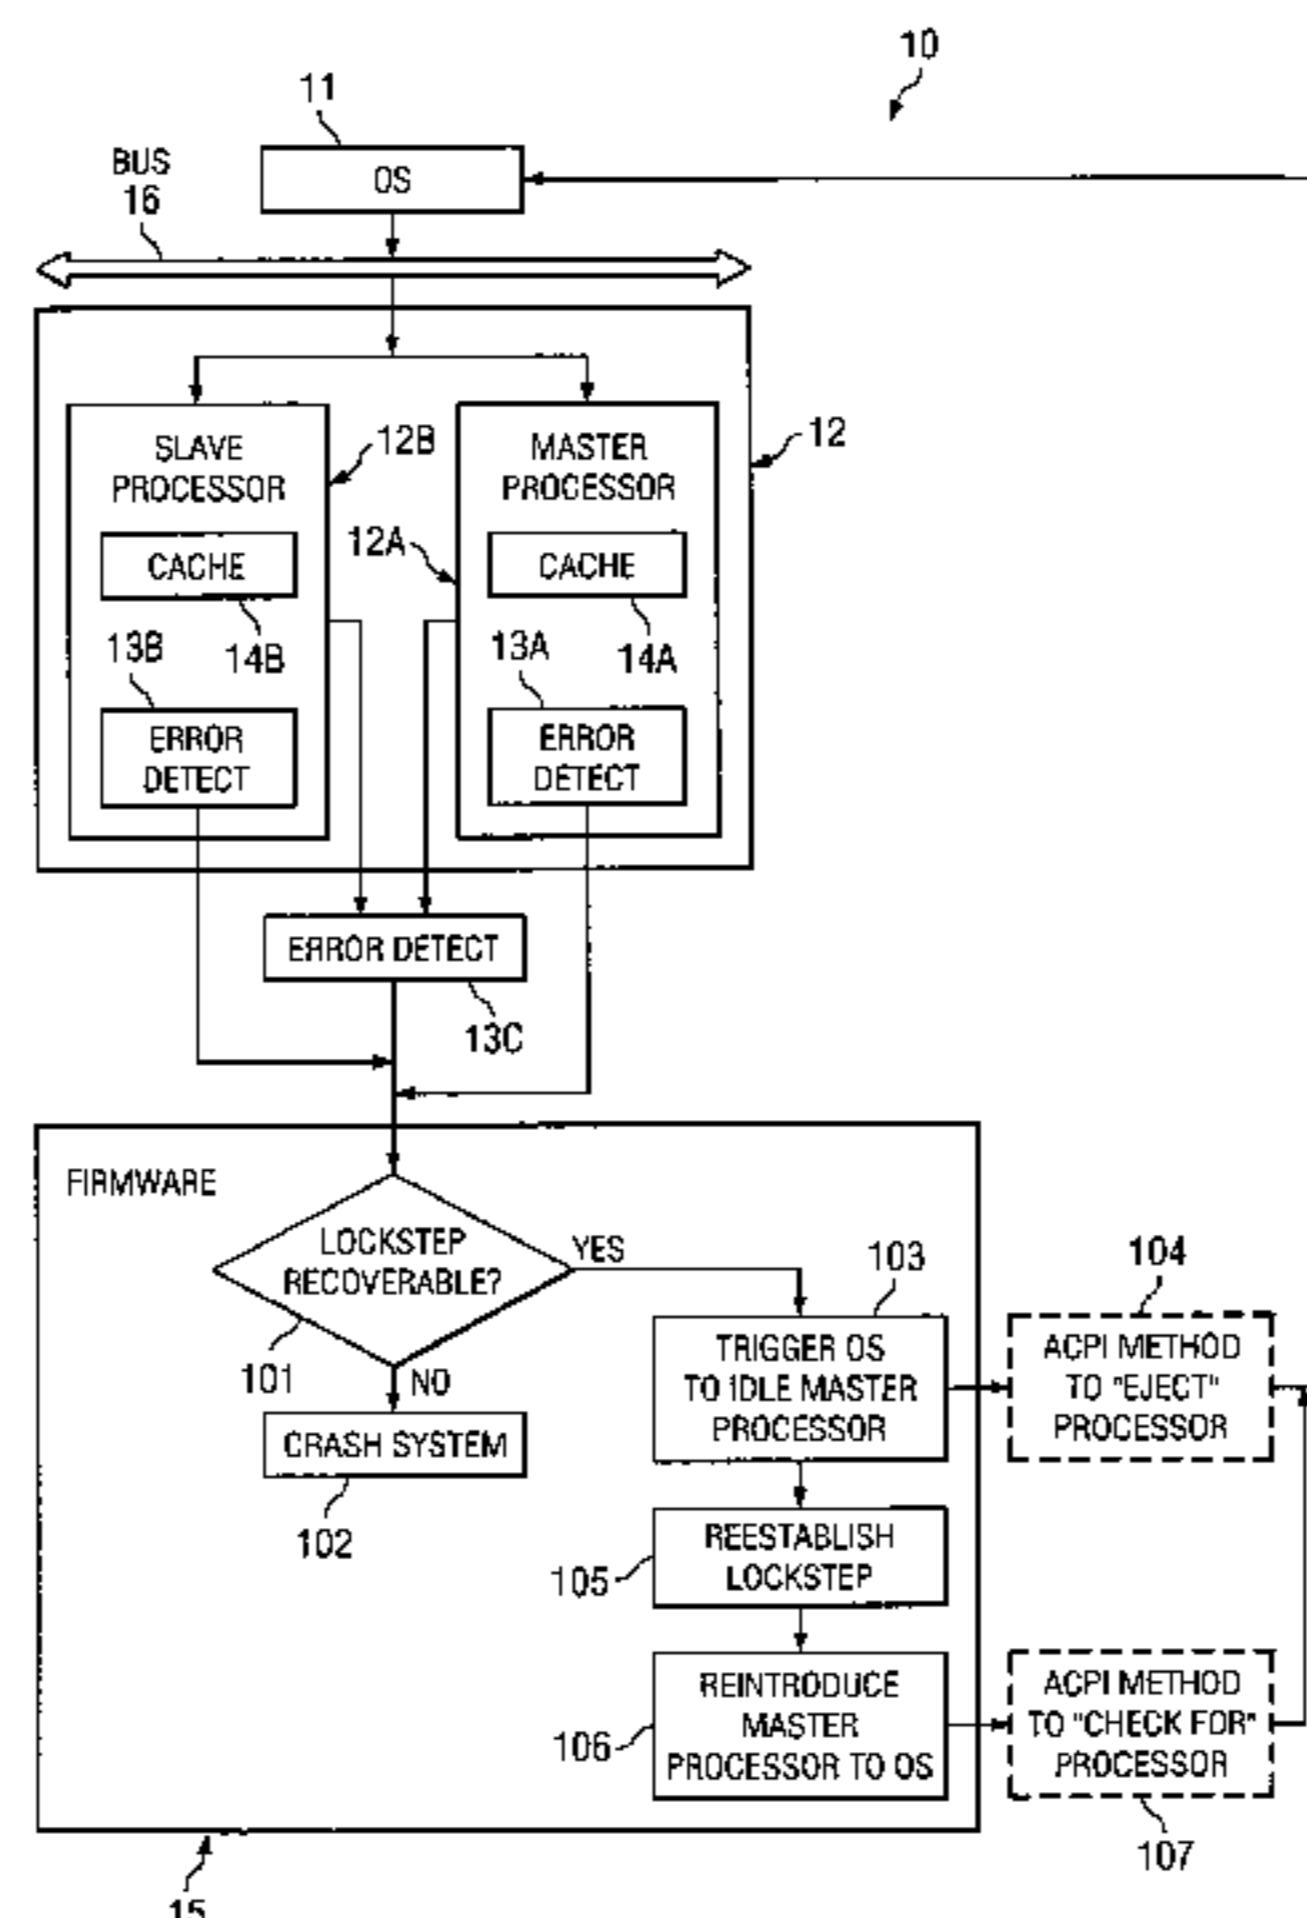 10
11
OS
BUS
16
12
SLAVE
PROCESSOR
12B
CACHE
14B
13B
ERROR
DETECT
MASTER
PROCESSOR
12A
CACHE
14A
13A
ERROR
DETECT
ERROR DETECT
13C
FIRMWARE
LOCKSTEP
RECOVERABLE?
101
YES
NO
CRASH SYSTEM
102
103
TRIGGER OS
TO IDLE MASTER
PROCESSOR
104
ACPI METHOD
TO "EJECT"
PROCESSOR
REESTABLISH
LOCKSTEP
105
REINTRODUCE
MASTER
PROCESSOR TO OS
106
ACPI METHOD
TO "CHECK FOR"
PROCESSOR
107
15